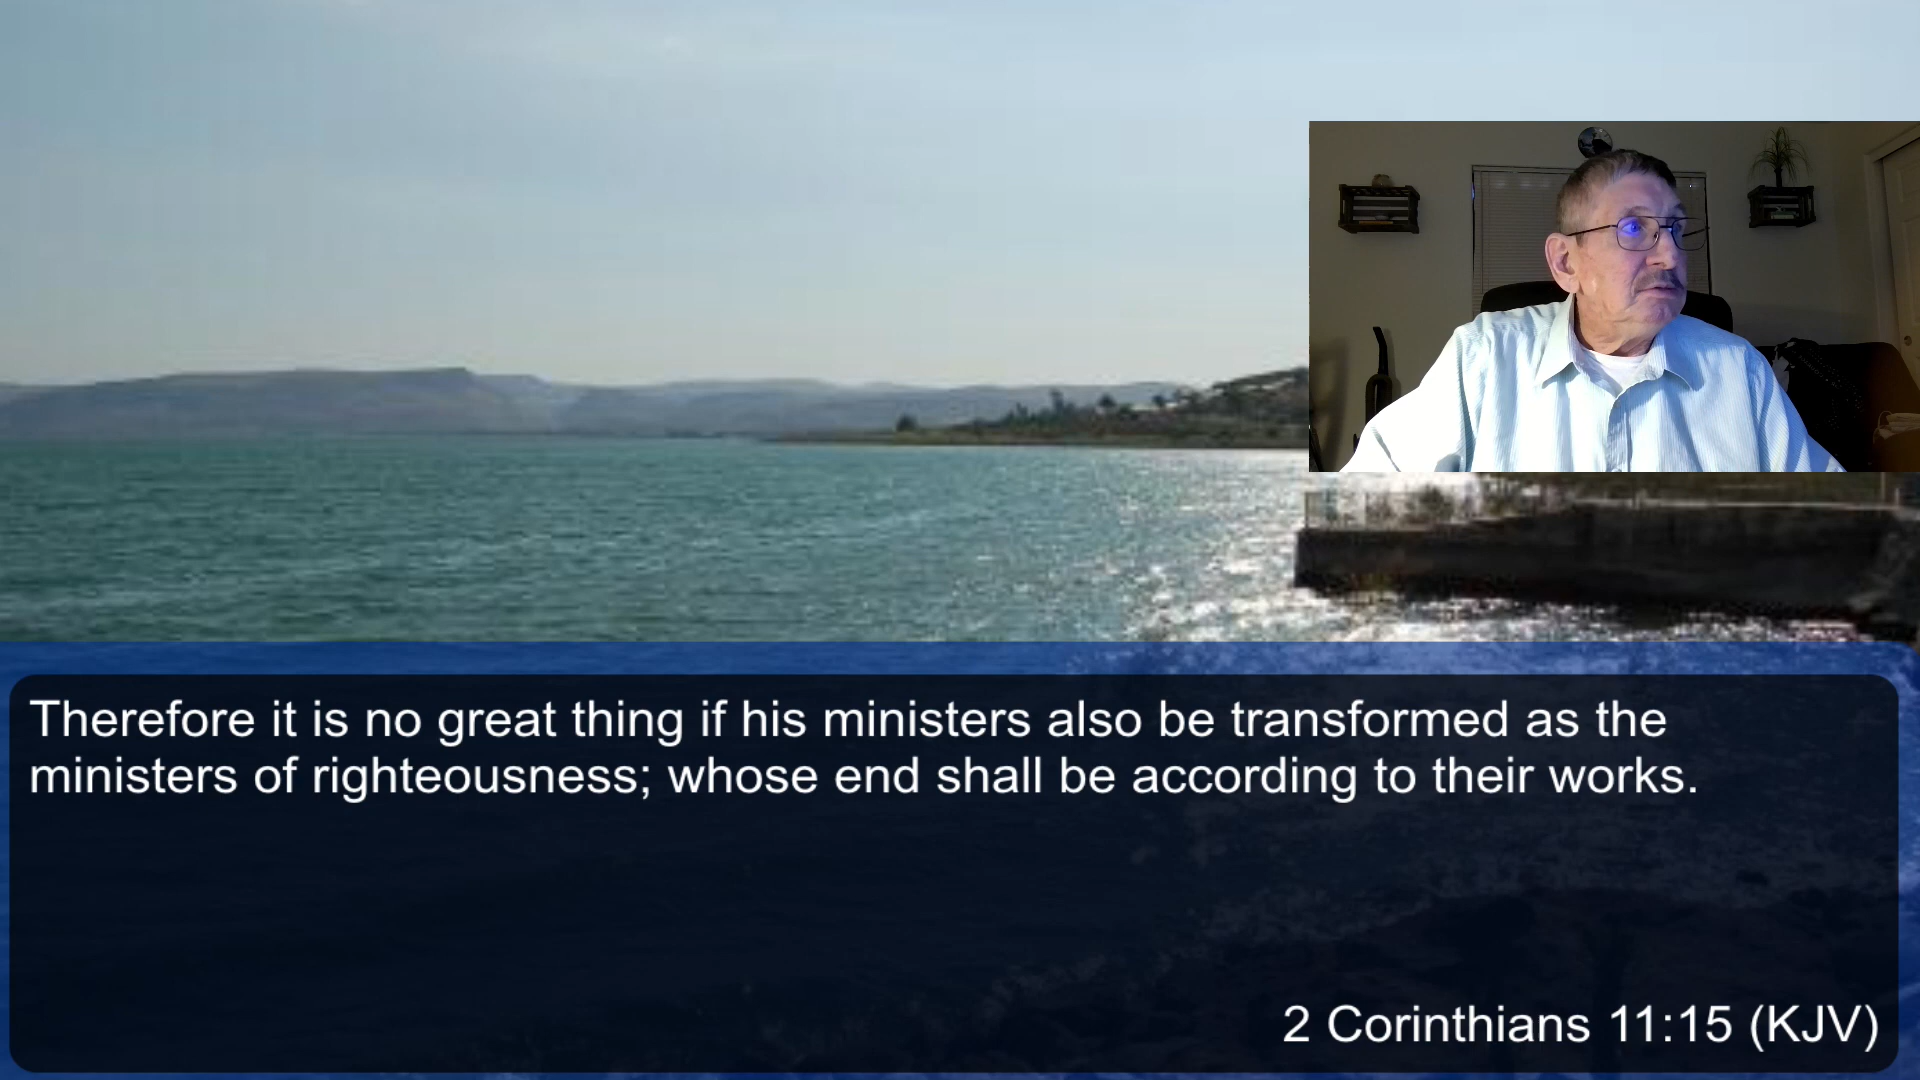 Therefore it is no great thing if his ministers also be transformed as the
ministers of righteousness; whose end shall be according to their works.
2 Corinthians 11:15 (KJV)